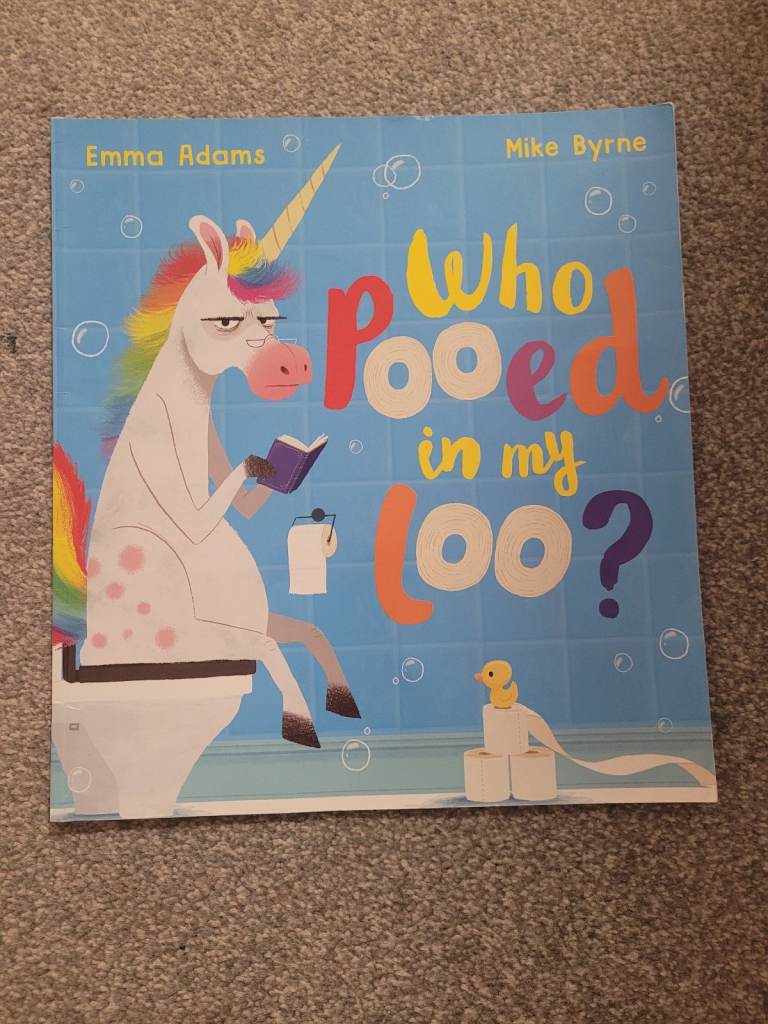 Emma Adams
Mike Byrne
Who
Pooed
in my
loo?